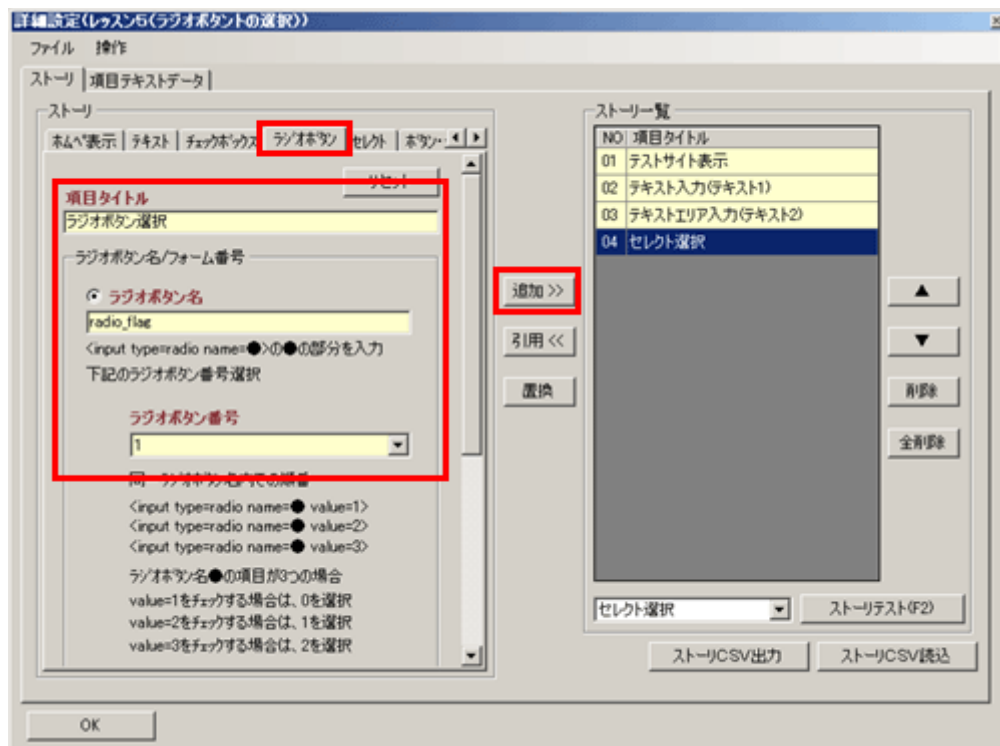 詳細設定(レッスン5(ラジオボタントの選択))
ファイル 操作
ストーリ 項目テキストデータ
ストーリ
ホムペ表示 テキスト チェックボックス ラジオボタン セレクト ボタン・
リセット
項目タイトル
ラジオボタン選択
ラジオボタン名/フォーム番号
ラジオボタン名
radio_flag
<input type=radio name=●>の●の部分を入力
下記のラジオボタン番号選択
ラジオボタン番号
1
同一ラジオボタン名内での順番
<input type=radio name=● value=1>
<input type=radio name=● value=2>
<input type=radio name=● value=3>
ラジオボタン名●の項目が3つの場合
value=1をチェックする場合は、0を選択
value=2をチェックする場合は、1を選択
value=3をチェックする場合は、2を選択
追加 >>
引用 <<
置換
ストーリ一覧
NO 項目タイトル
01 テストサイト表示
02 テキスト入力(テキスト1)
03 テキストエリア入力(テキスト2)
04 セレクト選択
▲
▼
削除
全削除
セレクト選択 ストーリテスト(F2)
ストーリCSV出力 ストーリCSV読込
OK